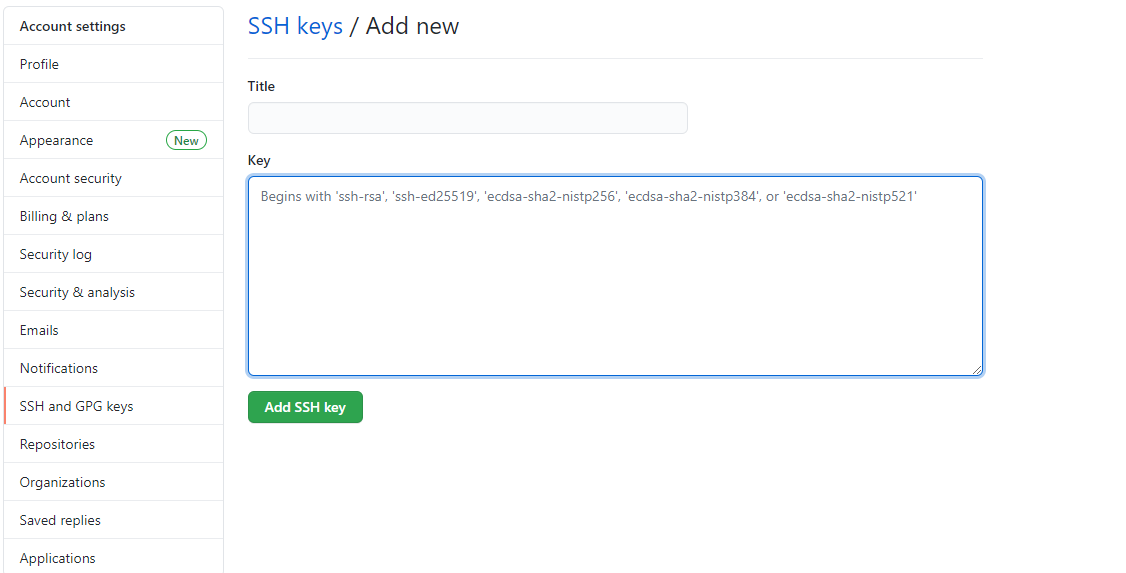 Account settings
Profile
Account
Appearance New
Account security
Billing & plans
Security log
Security & analysis
Emails
Notifications
SSH and GPG keys
Repositories
Organizations
Saved replies
Applications
SSH keys / Add new
Title
Key
Begins with 'ssh-rsa', 'ssh-ed25519', 'ecdsa-sha2-nistp256', 'ecdsa-sha2-nistp384', or 'ecdsa-sha2-nistp521'
Add SSH key